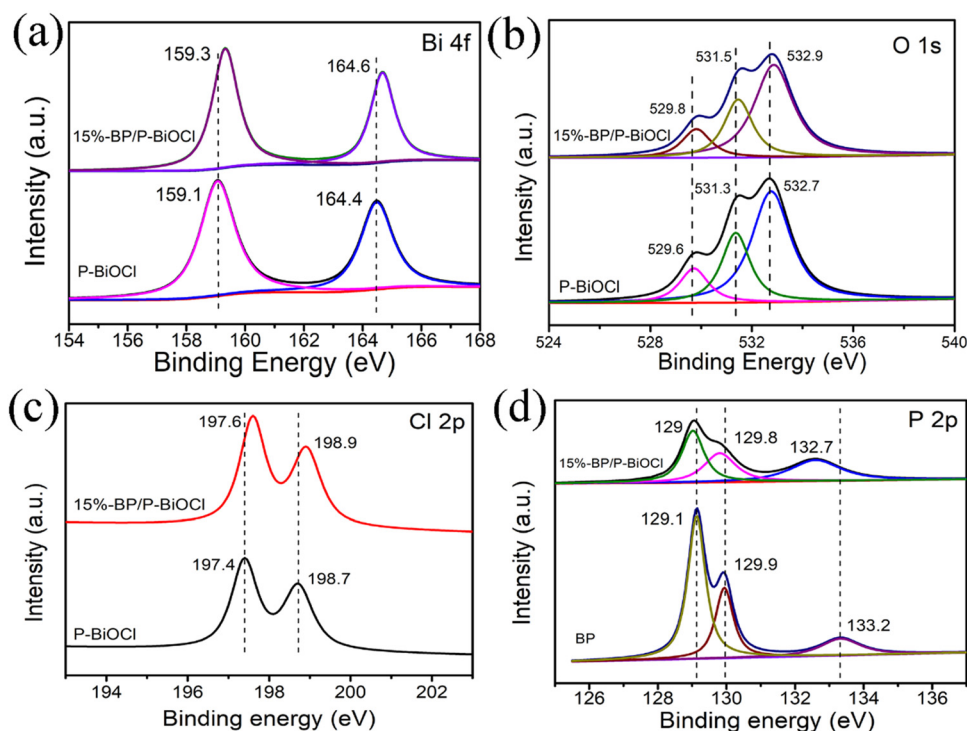 (a)
Bi 4f
159.3
164.6
15%-BP/P-BiOCl
159.1
164.4
P-BiOCl
Intensity (a.u.)
154 156 158 160 162 164 166 168
Binding Energy (eV)
(b)
O 1s
531.5
532.9
529.8
15%-BP/P-BiOCl
531.3
532.7
529.6
P-BiOCl
Intensity (a.u.)
524 528 532 536 540
Binding Energy (eV)
(c)
Cl 2p
197.6
198.9
15%-BP/P-BiOCl
197.4
198.7
P-BiOCl
Intensity (a.u.)
194 196 198 200 202
Binding energy (eV)
(d)
P 2p
129
129.8
132.7
15%-BP/P-BiOCl
129.1
129.9
133.2
BP
Intensity (a.u.)
126 128 130 132 134 136
Binding energy (eV)